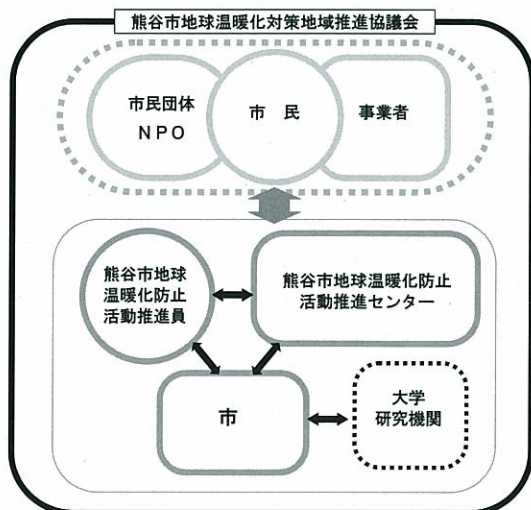 熊谷市地球温暖化対策地域推進協議会
市民団体
NPO
市 民
事業者
熊谷市地球
温暖化防止
活動推進員
熊谷市地球温暖化防止
活動推進センター
市
大学
研究機関